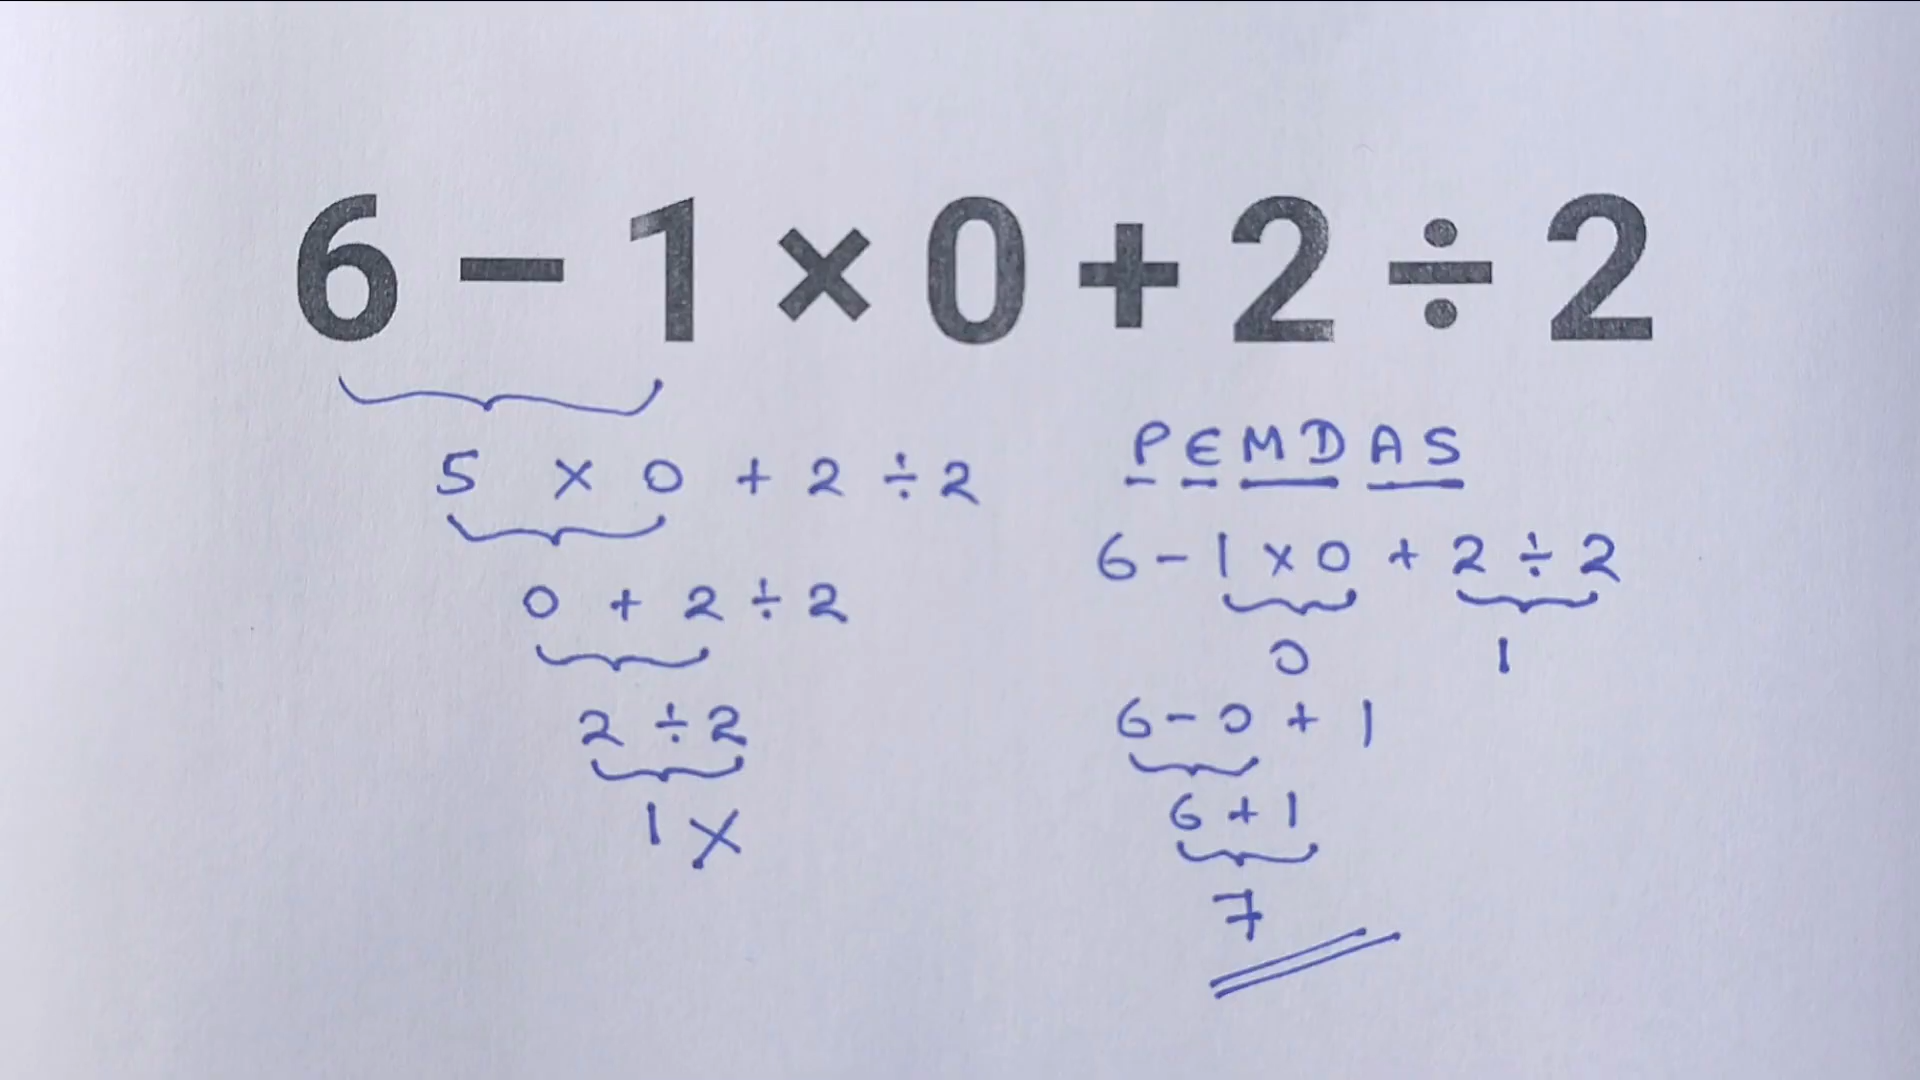 6 − 1 × 0 + 2 ÷ 2
5 × 0 + 2 ÷ 2
0 + 2 ÷ 2
2 ÷ 2
1 X
PEMDAS
6 − 1 × 0 + 2 ÷ 2
0 1
6 − 0 + 1
6 + 1
7